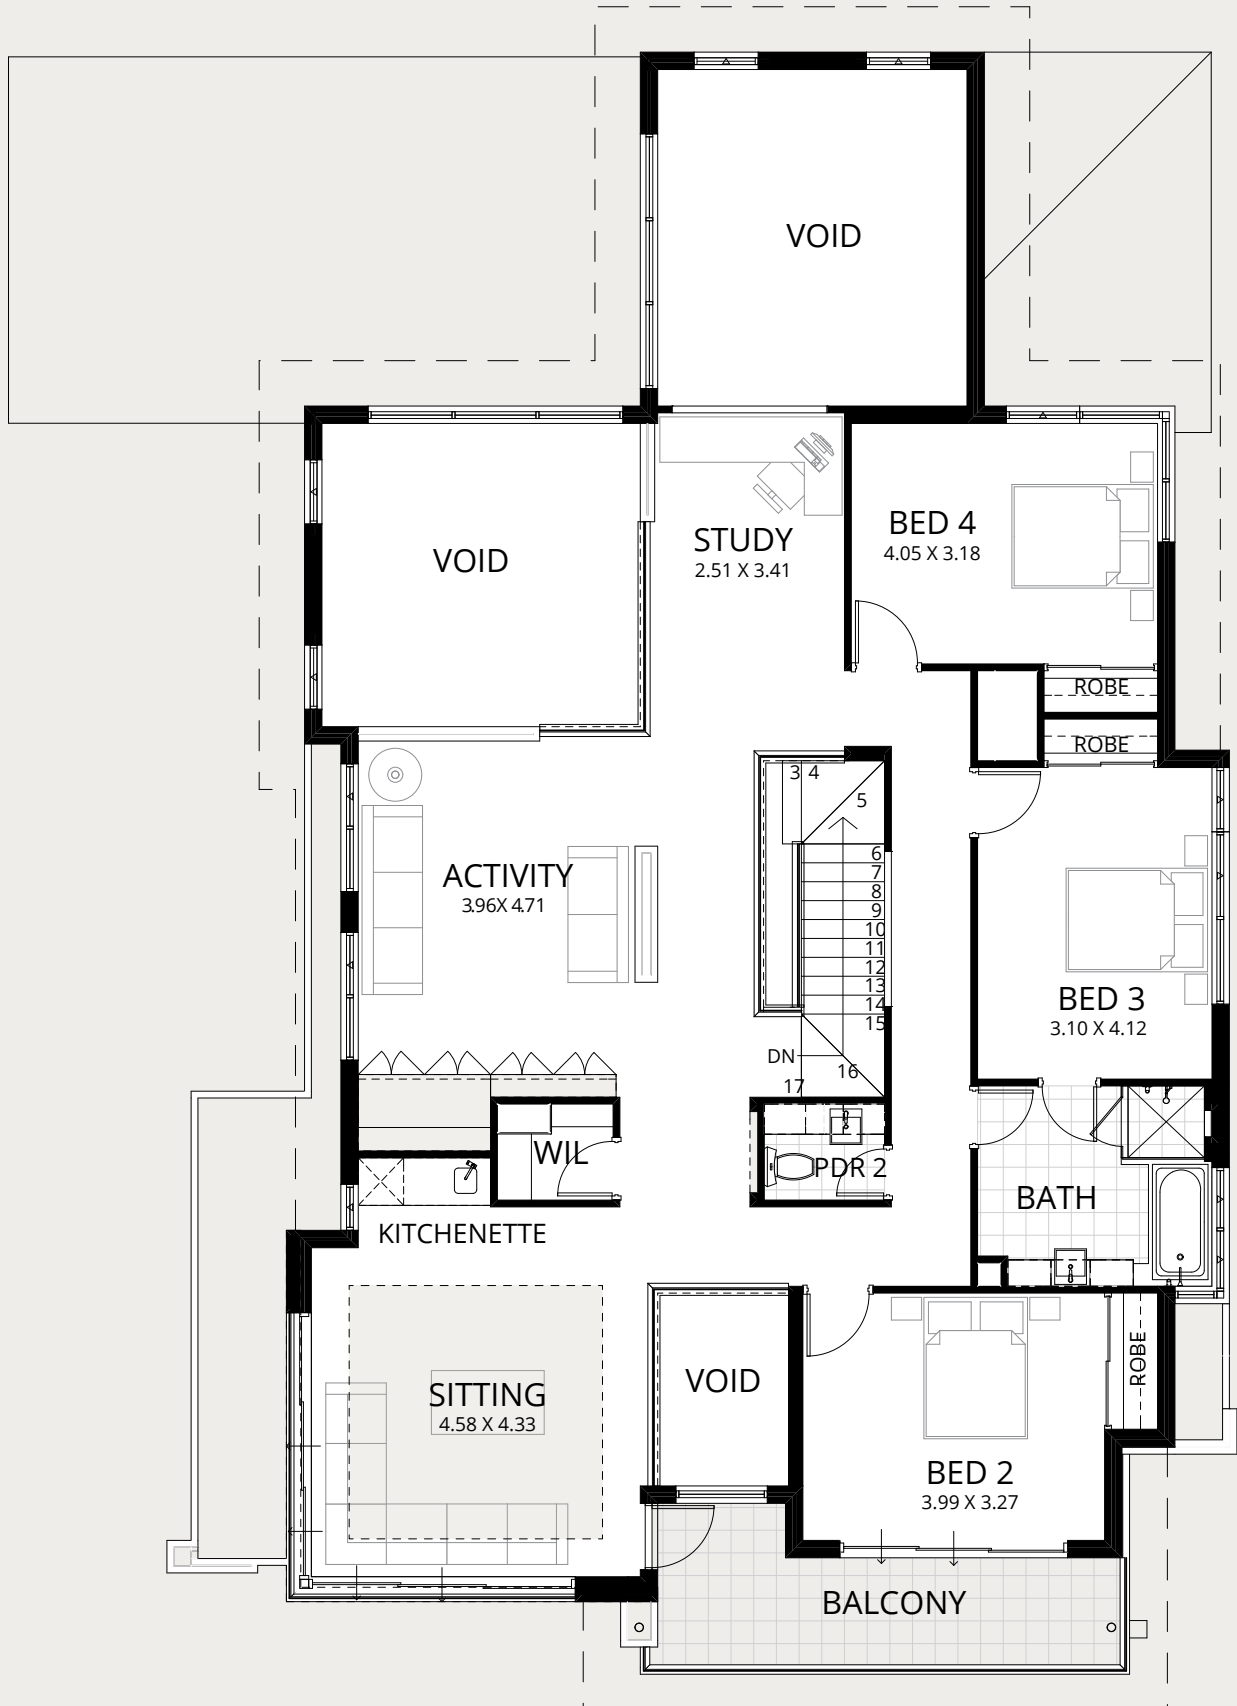 VOID
BED 4
4.05 X 3.18
STUDY
2.51 X 3.41
VOID
ROBE
ROBE
3 4
5
6
7
8
9
10
11
12
13
14
15
16
17
DN
ACTIVITY
3.96X 4.71
BED 3
3.10 X 4.12
WIL
PDR 2
BATH
KITCHENETTE
SITTING
4.58 X 4.33
VOID
ROBE
BED 2
3.99 X 3.27
BALCONY